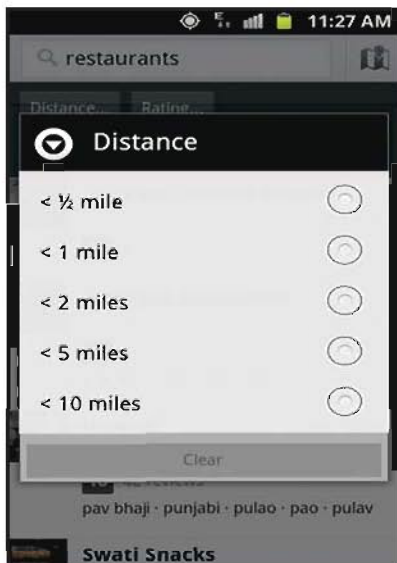 11:27 AM
restaurants
Distance... Rating...
Distance
< ½ mile
< 1 mile
< 2 miles
< 5 miles
< 10 miles
Clear
reviews
pav bhaji · punjabi · pulao · pao · pulav
Swati Snacks